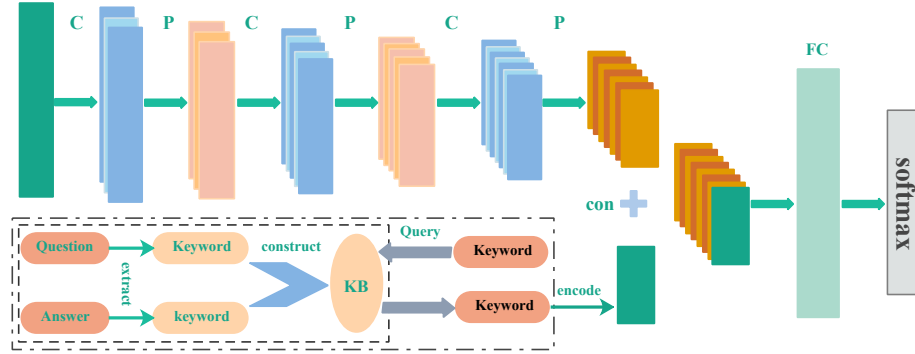 C P C P C P
FC
softmax
con
Question
Keyword
construct
Query
Keyword
extract
KB
Answer
keyword
Keyword
encode